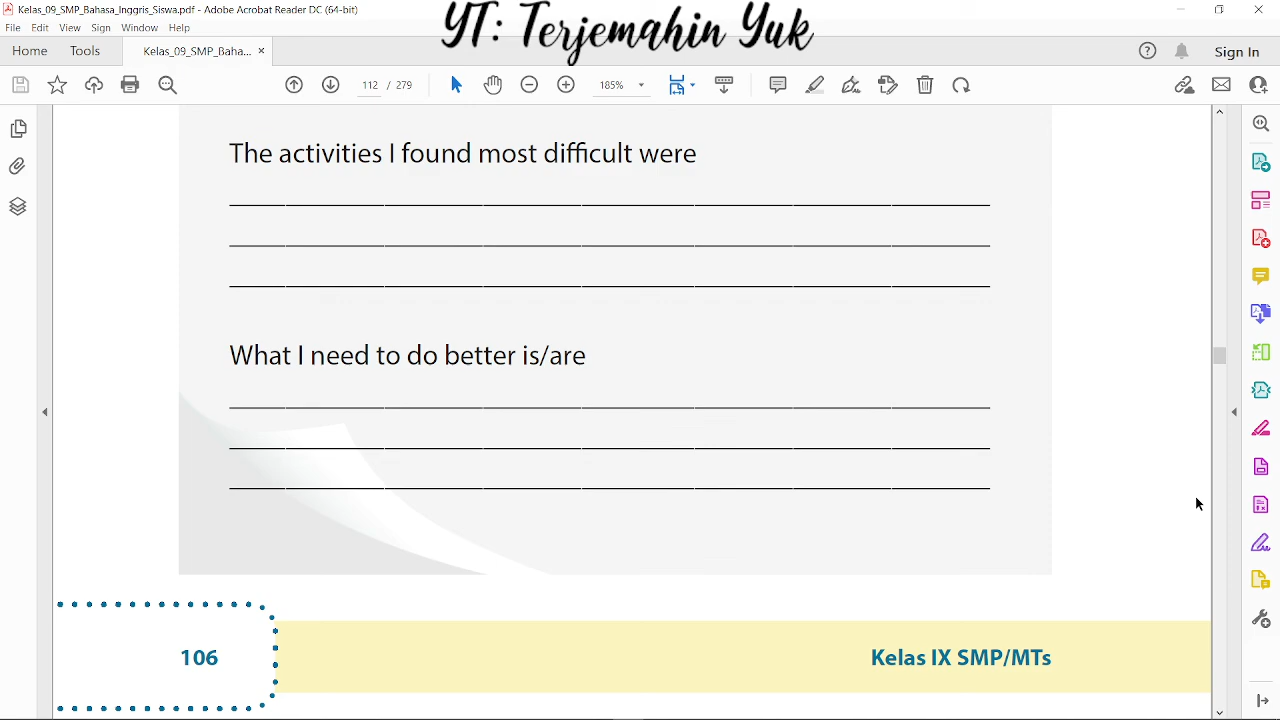 Kelas_09_SMP_Bahasa_Inggris_Siswa.pdf - Adobe Acrobat Reader DC (64-bit)
YT: Terjemahin Yuk
File Edit View Sign Window Help
Home Tools Kelas_09_SMP_Baha... × Sign In
112 / 279 185%
The activities I found most difficult were
What I need to do better is/are
106 Kelas IX SMP/MTs